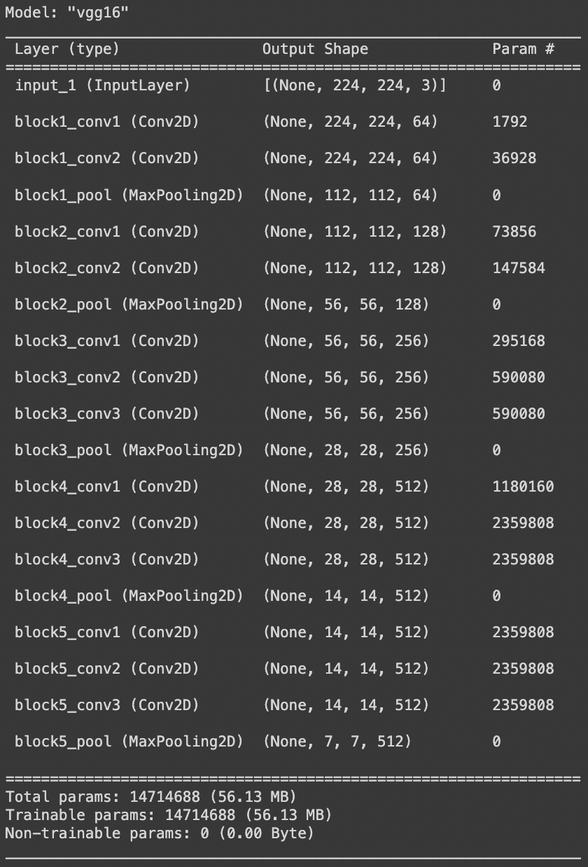 Model: "vgg16"
Layer (type) Output Shape Param #
input_1 (InputLayer) [(None, 224, 224, 3)] 0
block1_conv1 (Conv2D) (None, 224, 224, 64) 1792
block1_conv2 (Conv2D) (None, 224, 224, 64) 36928
block1_pool (MaxPooling2D) (None, 112, 112, 64) 0
block2_conv1 (Conv2D) (None, 112, 112, 128) 73856
block2_conv2 (Conv2D) (None, 112, 112, 128) 147584
block2_pool (MaxPooling2D) (None, 56, 56, 128) 0
block3_conv1 (Conv2D) (None, 56, 56, 256) 295168
block3_conv2 (Conv2D) (None, 56, 56, 256) 590080
block3_conv3 (Conv2D) (None, 56, 56, 256) 590080
block3_pool (MaxPooling2D) (None, 28, 28, 256) 0
block4_conv1 (Conv2D) (None, 28, 28, 512) 1180160
block4_conv2 (Conv2D) (None, 28, 28, 512) 2359808
block4_conv3 (Conv2D) (None, 28, 28, 512) 2359808
block4_pool (MaxPooling2D) (None, 14, 14, 512) 0
block5_conv1 (Conv2D) (None, 14, 14, 512) 2359808
block5_conv2 (Conv2D) (None, 14, 14, 512) 2359808
block5_conv3 (Conv2D) (None, 14, 14, 512) 2359808
block5_pool (MaxPooling2D) (None, 7, 7, 512) 0
Total params: 14714688 (56.13 MB)
Trainable params: 14714688 (56.13 MB)
Non-trainable params: 0 (0.00 Byte)